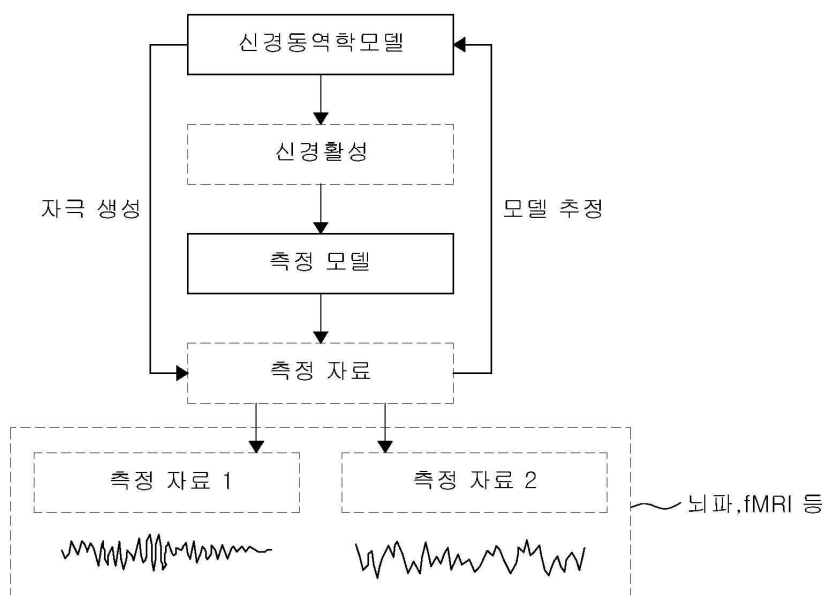 신경동역학모델
신경활성
자극 생성
모델 추정
측정 모델
측정 자료
측정 자료 1
측정 자료 2
뇌파,fMRI 등